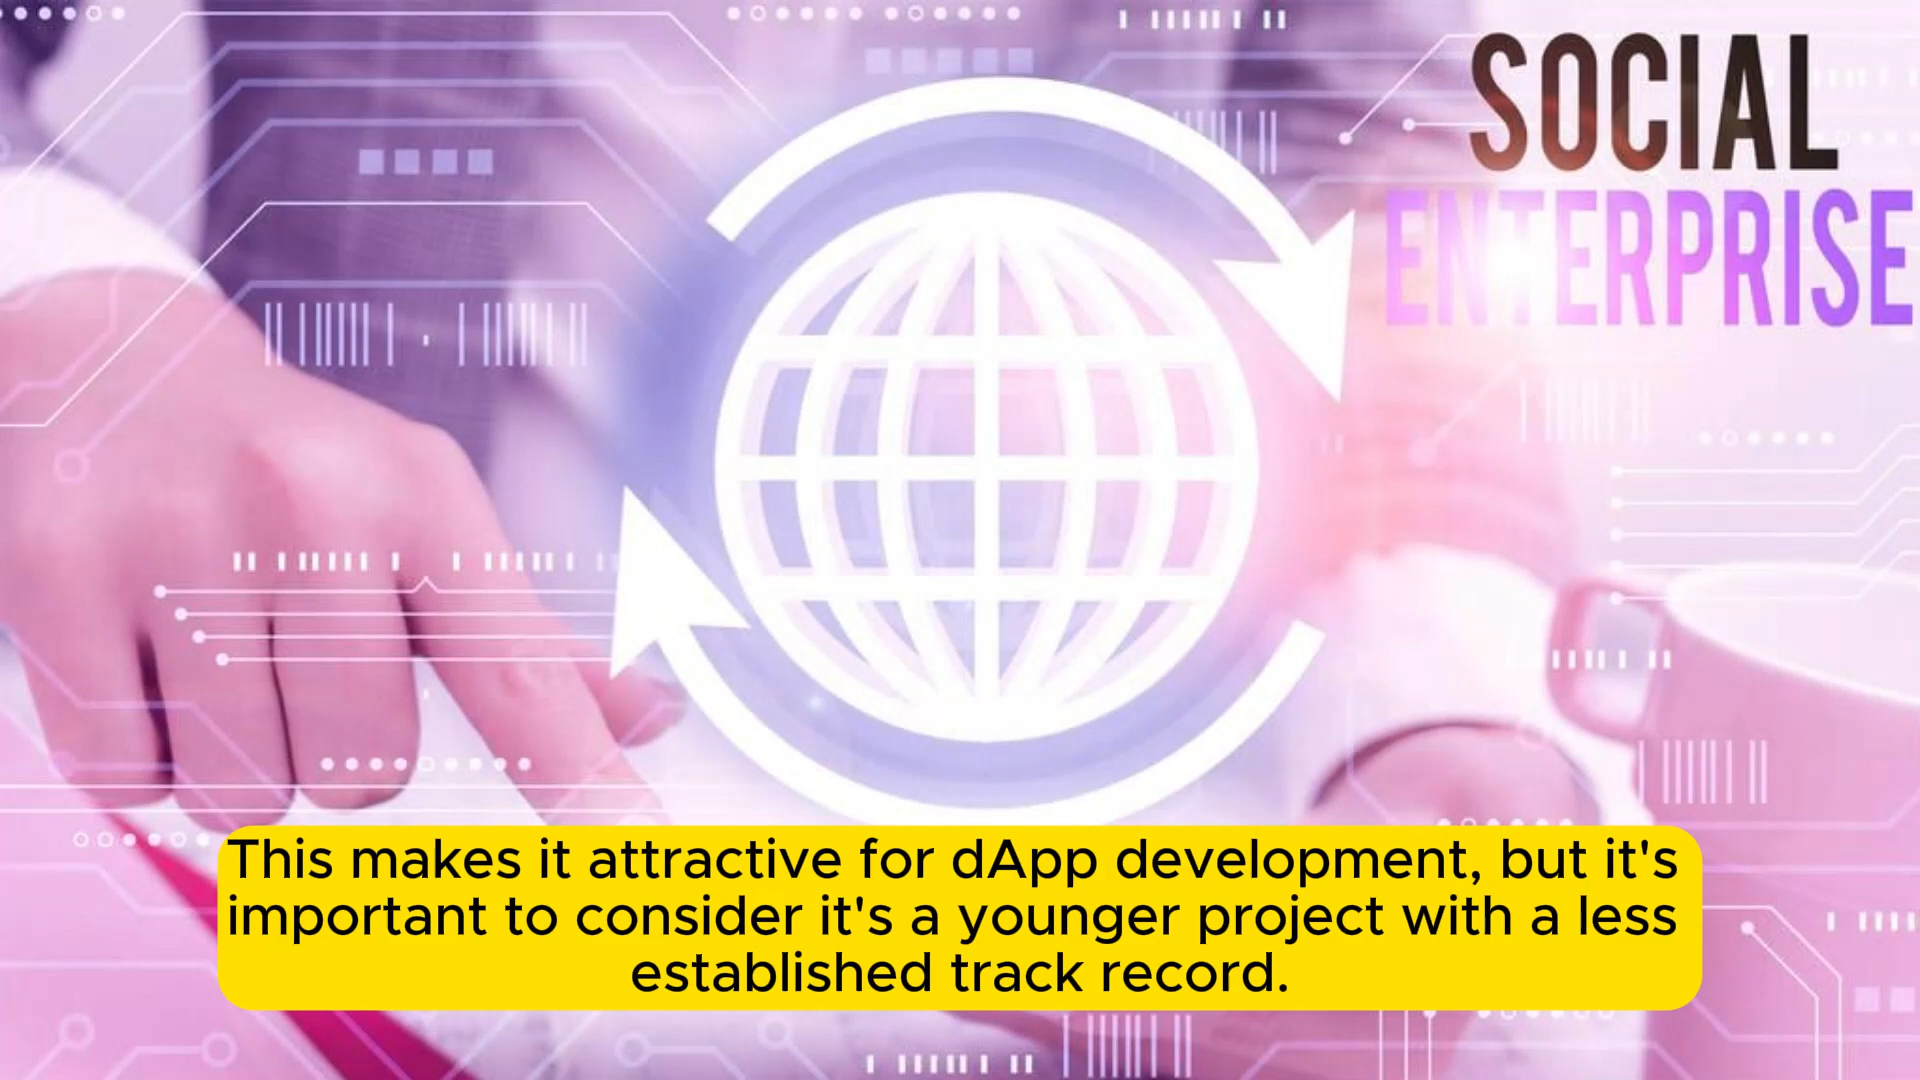 SOCIAL
ENTERPRISE
This makes it attractive for dApp development, but it's
important to consider it's a younger project with a less
established track record.